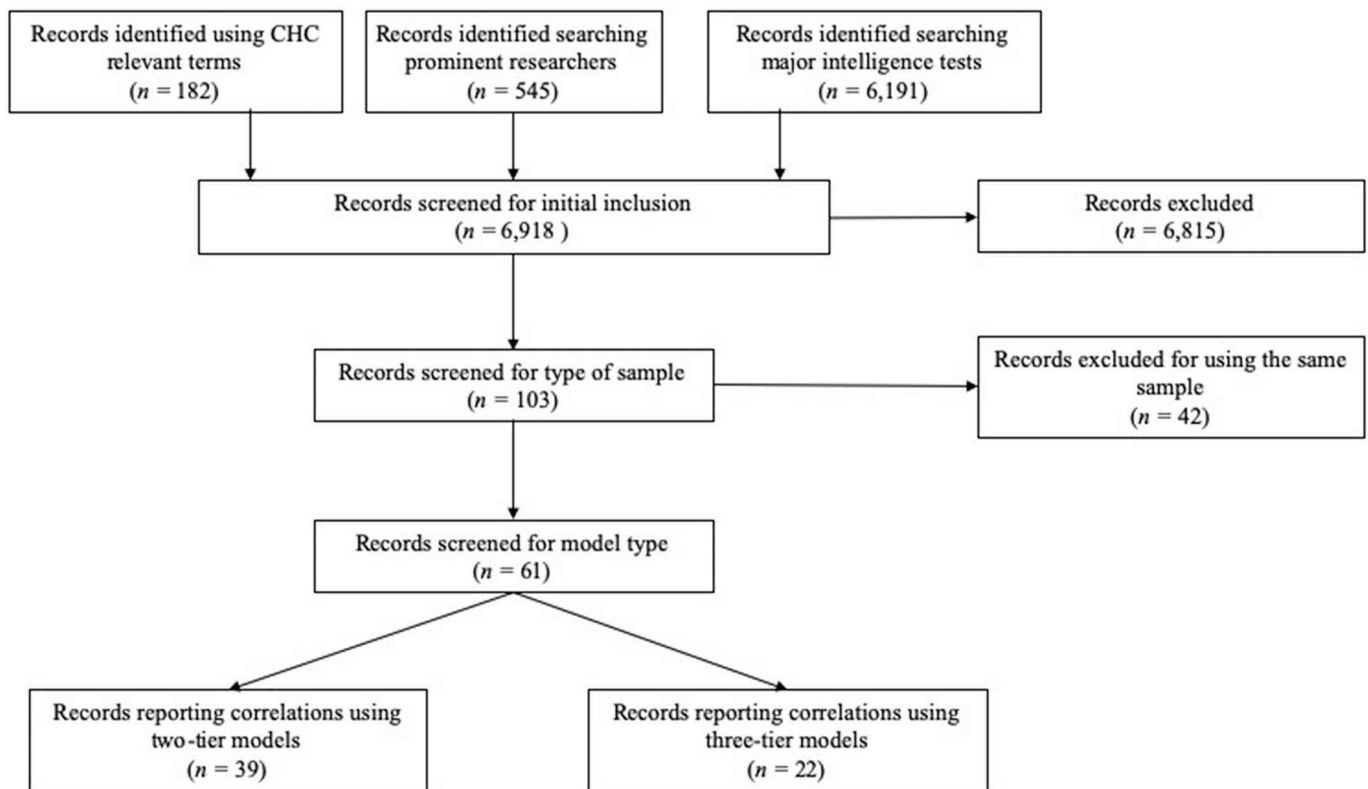 Records identified using CHC
relevant terms
(n = 182)
Records identified searching
prominent researchers
(n = 545)
Records identified searching
major intelligence tests
(n = 6,191)
Records screened for initial inclusion
(n = 6,918 )
Records excluded
(n = 6,815)
Records screened for type of sample
(n = 103)
Records excluded for using the same
sample
(n = 42)
Records screened for model type
(n = 61)
Records reporting correlations using
two-tier models
(n = 39)
Records reporting correlations using
three-tier models
(n = 22)